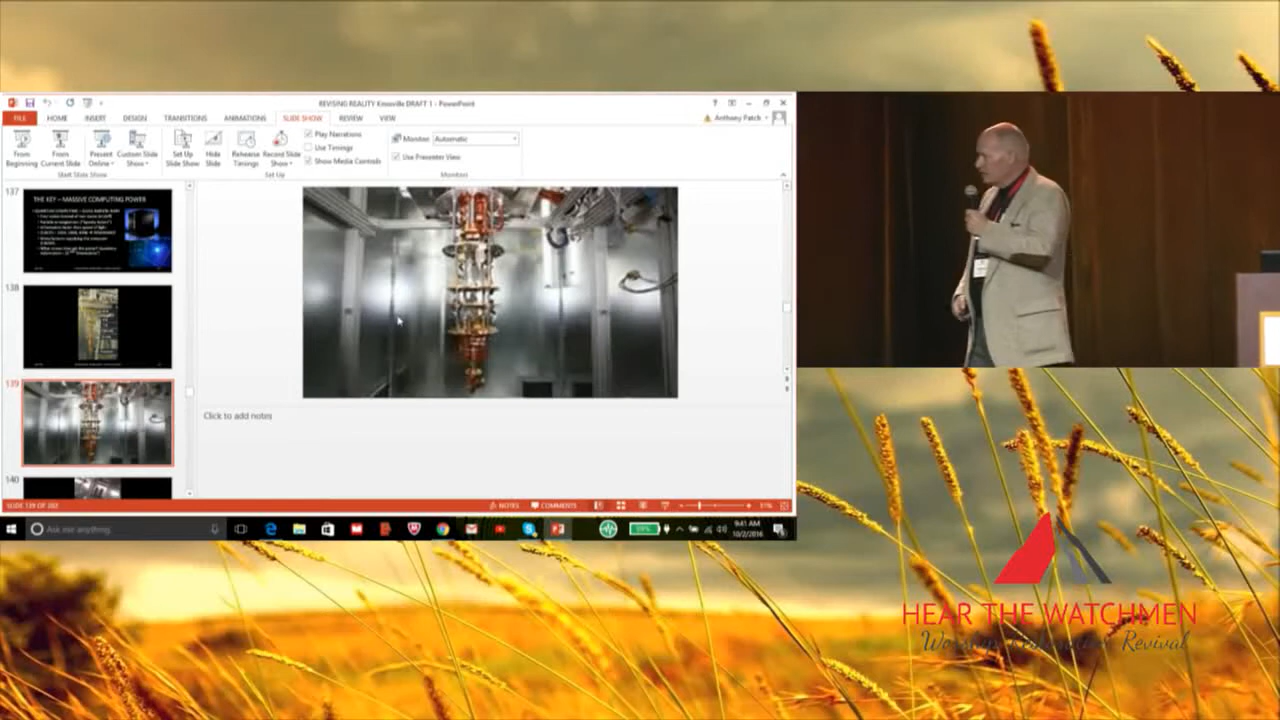 REVISING REALITY Knoxville DRAFT 1 - PowerPoint
FILE HOME INSERT DESIGN TRANSITIONS ANIMATIONS SLIDE SHOW REVIEW VIEW
Anthony Patch
From Beginning
From Current Slide
Present Online
Custom Slide Show
Set Up Slide Show
Hide Slide
Rehearse Timings
Record Slide Show
Play Narrations
Use Timings
Show Media Controls
Monitor: Automatic
Use Presenter View
Start Slide Show
Set Up
Monitors
137
THE KEY – MASSIVE COMPUTING POWER
138
139
140
Click to add notes
NOTES
COMMENTS
31%
Ask me anything
9:41 AM
10/2/2016
HEAR THE WATCHMEN
Revival